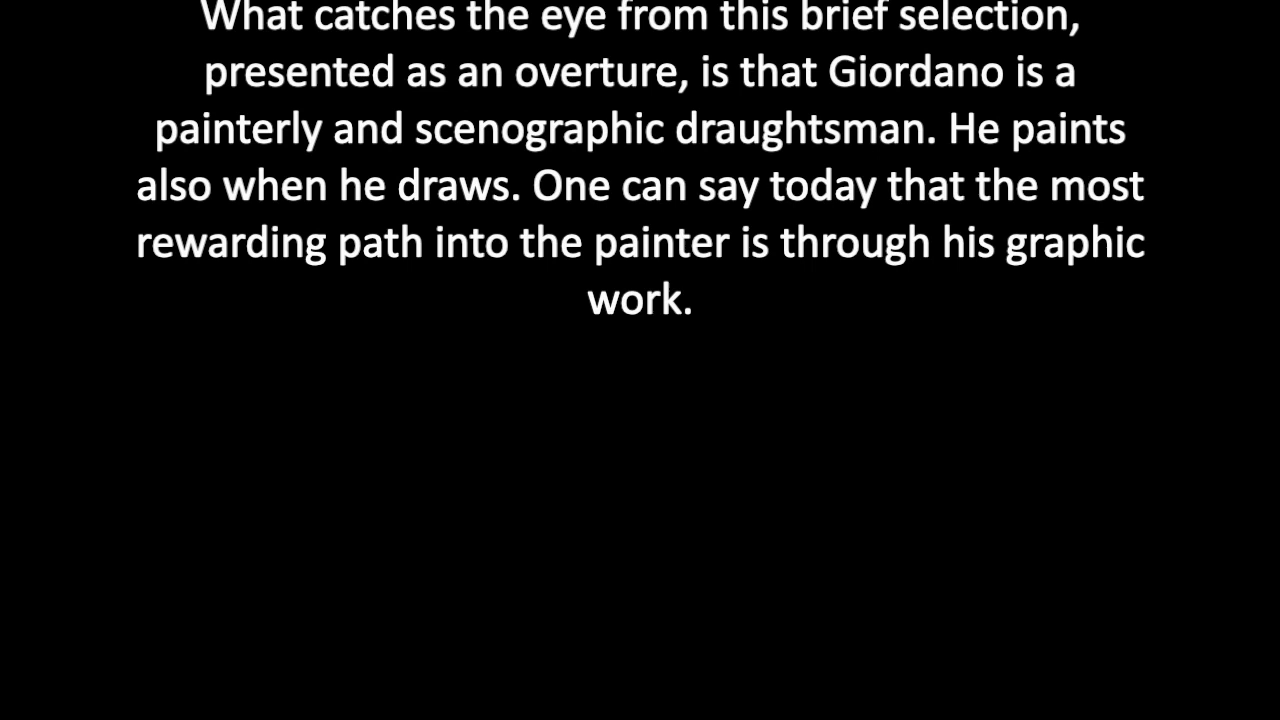 What catches the eye from this brief selection,
presented as an overture, is that Giordano is a
painterly and scenographic draughtsman. He paints
also when he draws. One can say today that the most
rewarding path into the painter is through his graphic
work.